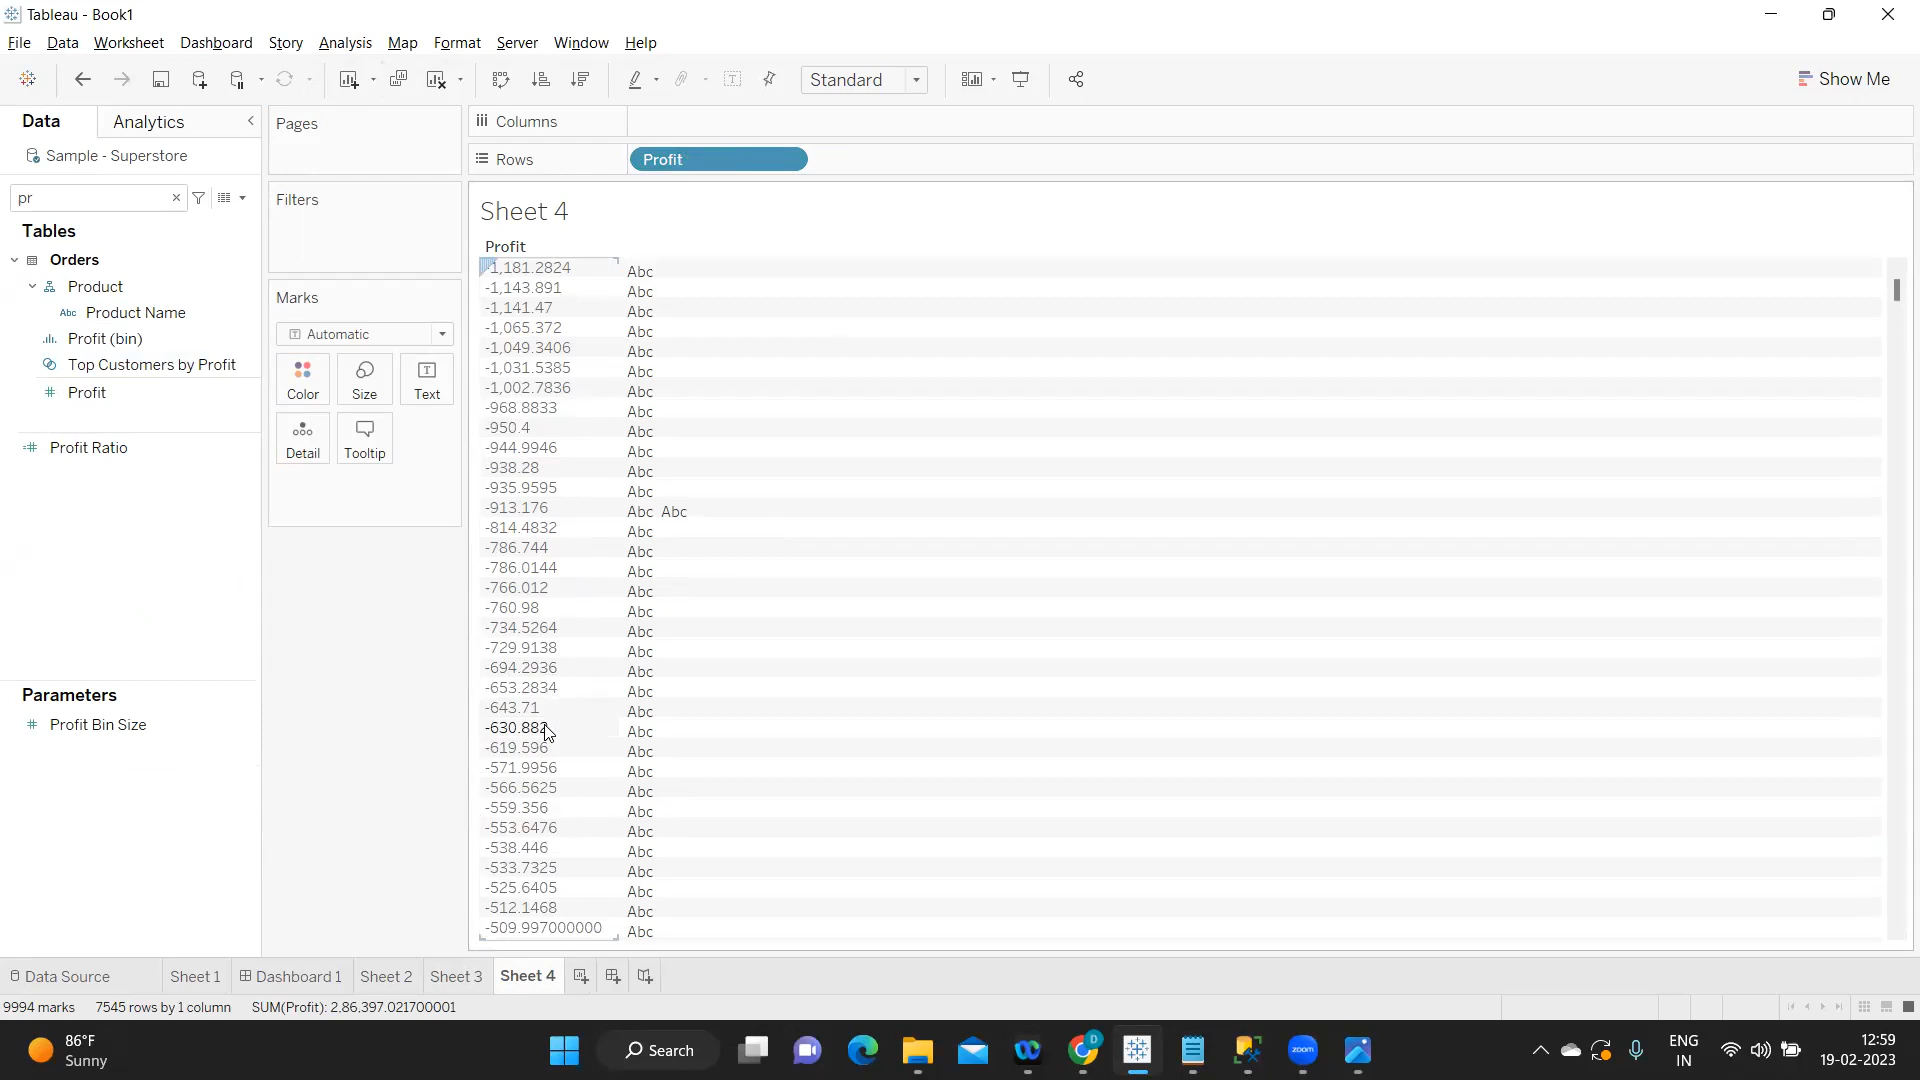 Tableau - Book1
File Data Worksheet Dashboard Story Analysis Map Format Server Window Help
Standard
Show Me
Data Analytics
Sample - Superstore
pr
Tables
Orders
Product
Abc Product Name
Profit (bin)
Top Customers by Profit
Profit
Profit Ratio
Parameters
Profit Bin Size
Pages
Filters
Marks
Automatic
Color Size Text
Detail Tooltip
Columns
Rows Profit
Sheet 4
Profit
-1,181.2824 Abc
-1,143.891 Abc
-1,141.47 Abc
-1,065.372 Abc
-1,049.3406 Abc
-1,031.5385 Abc
-1,002.7836 Abc
-968.8833 Abc
-950.4 Abc
-944.9946 Abc
-938.28 Abc
-935.9595 Abc
-913.176 Abc Abc
-814.4832 Abc
-786.744 Abc
-786.0144 Abc
-766.012 Abc
-760.98 Abc
-734.5264 Abc
-729.9138 Abc
-694.2936 Abc
-653.2834 Abc
-643.71 Abc
-630.882 Abc
-619.596 Abc
-571.9956 Abc
-566.5625 Abc
-559.356 Abc
-553.6476 Abc
-538.446 Abc
-533.7325 Abc
-525.6405 Abc
-512.1468 Abc
-509.997000000 Abc
Data Source Sheet 1 Dashboard 1 Sheet 2 Sheet 3 Sheet 4
9994 marks 7545 rows by 1 column SUM(Profit): 2,86,397.021700001
86°F
Sunny
Search
zoom
ENG
IN
12:59
19-02-2023